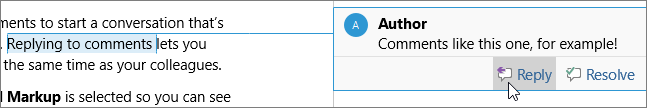 ments to start a conversation that's
. Replying to comments lets you
the same time as your colleagues.
l Markup is selected so you can see
A
Author
Comments like this one, for example!
Reply
Resolve